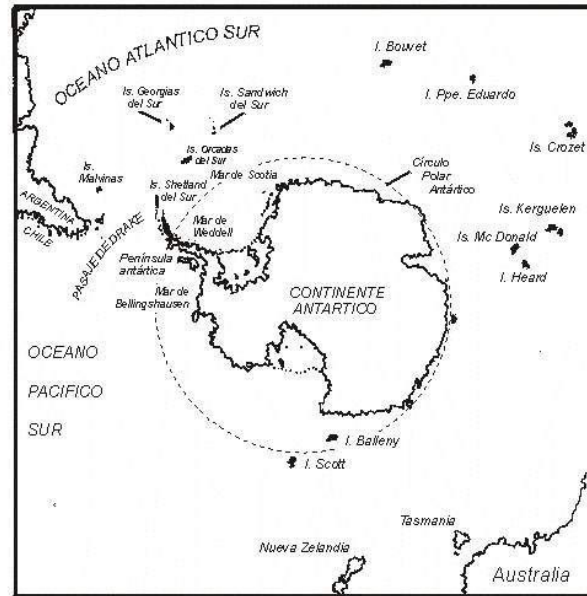 OCEANO ATLANTICO SUR
I. Bouvet
I. Ppe. Eduardo
Is. Georgias
del Sur
Is. Sandwich
del Sur
Is. Crozet
Is. Orcadas
del Sur
Mar de Scotia
Círculo
Polar
Antártico
Is.
Malvinas
Is. Shetland
del Sur
ARGENTINA
CHILE
PASAJE DE DRAKE
Mar de
Weddell
Is. Kerguelen
Is. Mc Donald
I. Heard
Península
antártica
Mar de
Bellingshausen
CONTINENTE
ANTARTICO
OCEANO
PACIFICO
SUR
I. Balleny
I. Scott
Tasmania
Nueva Zelandia
Australia